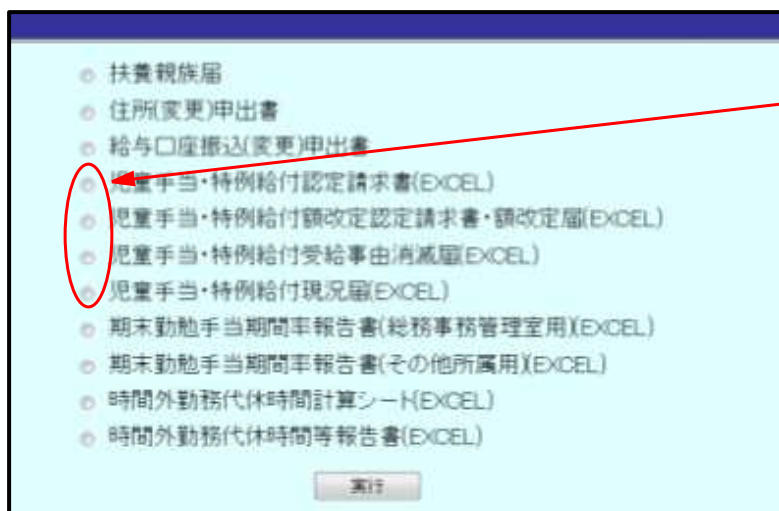 扶養親族届
住所(変更)申出書
給与口座振込(変更)申出書
児童手当・特例給付認定請求書(EXCEL)
児童手当・特例給付額改定認定請求書・額改定届(EXCEL)
児童手当・特例給付受給事由消滅届(EXCEL)
児童手当・特例給付現況届(EXCEL)
期末勤勉手当期間率報告書(総務事務管理室用)(EXCEL)
期末勤勉手当期間率報告書(その他所属用)(EXCEL)
時間外勤務代休時間計算シート(EXCEL)
時間外勤務代休時間等報告書(EXCEL)
実行